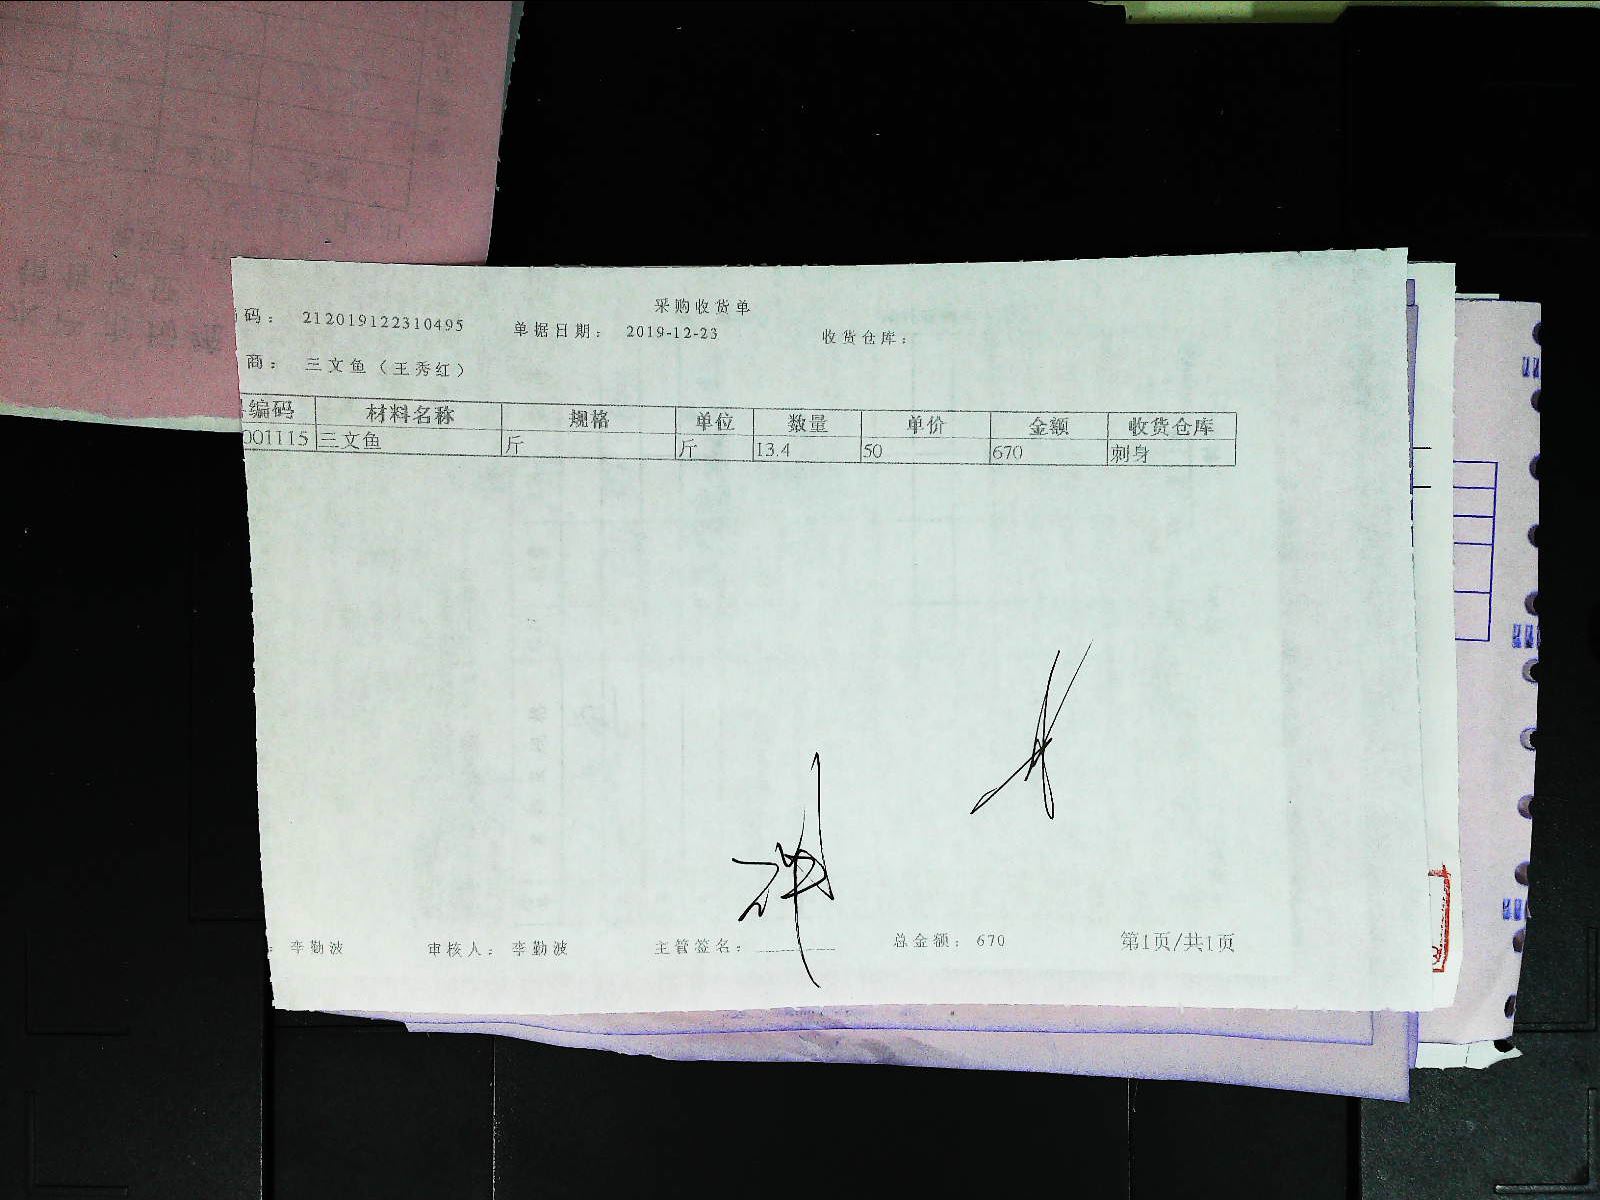 采购收货单
码： 212019122310495 单据日期： 2019-12-23 收货仓库：
商： 三文鱼（王秀红）
编码 材料名称 规格 单位 数量 单价 金额 收货仓库
001115 三文鱼 斤 斤 13.4 50 670 刺身
： 李勤波 审核人： 李勤波 主管签名： 总金额： 670 第1页/共1页